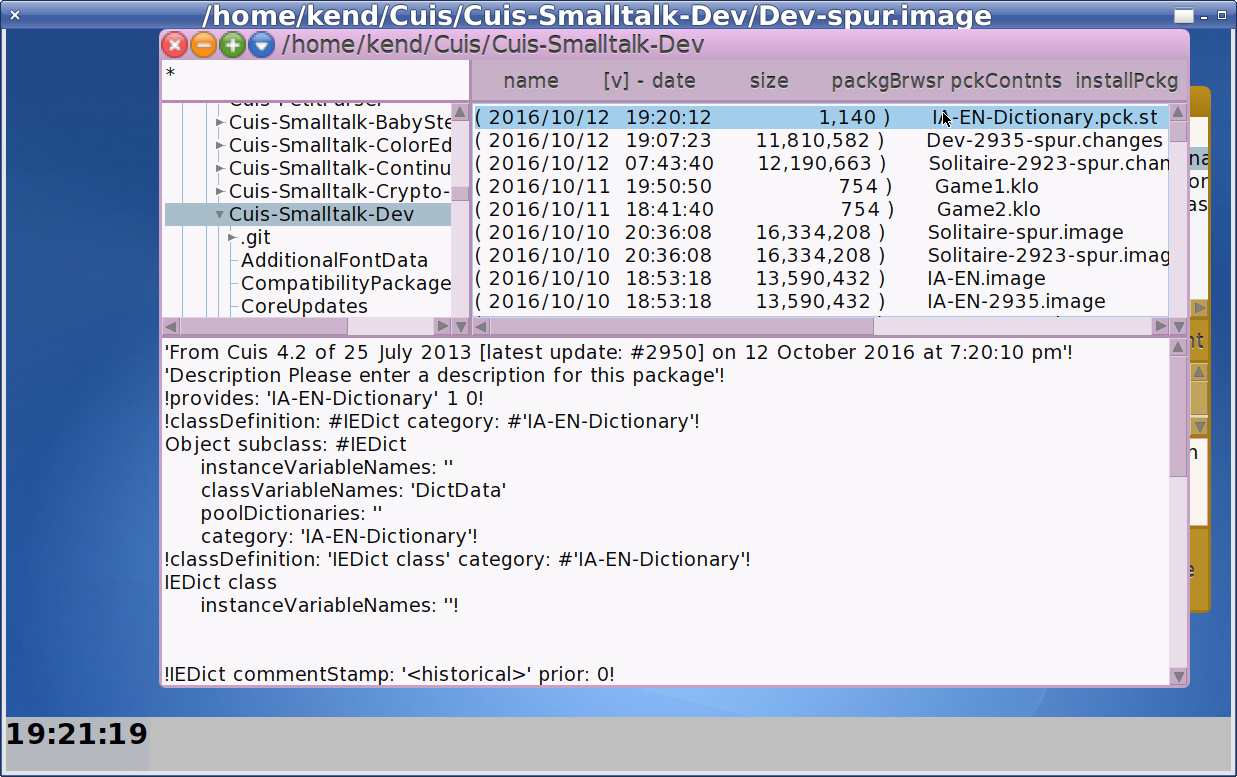 /home/kend/Cuis/Cuis-Smalltalk-Dev/Dev-spur.image
/home/kend/Cuis/Cuis-Smalltalk-Dev
*
name [v] - date size packgBrwsr pckContnts installPckg
Cuis-Smalltalk-BabySte
Cuis-Smalltalk-ColorEd
Cuis-Smalltalk-Continu
Cuis-Smalltalk-Crypto-
Cuis-Smalltalk-Dev
.git
AdditionalFontData
CompatibilityPackage
CoreUpdates
( 2016/10/12 19:20:12 1,140 ) IA-EN-Dictionary.pck.st
( 2016/10/12 19:07:23 11,810,582 ) Dev-2935-spur.changes
( 2016/10/12 07:43:40 12,190,663 ) Solitaire-2923-spur.chan
( 2016/10/11 19:50:50 754 ) Game1.klo
( 2016/10/11 18:41:40 754 ) Game2.klo
( 2016/10/10 20:36:08 16,334,208 ) Solitaire-spur.image
( 2016/10/10 20:36:08 16,334,208 ) Solitaire-2923-spur.imag
( 2016/10/10 18:53:18 13,590,432 ) IA-EN.image
( 2016/10/10 18:53:18 13,590,432 ) IA-EN-2935.image
'From Cuis 4.2 of 25 July 2013 [latest update: #2950] on 12 October 2016 at 7:20:10 pm'!
'Description Please enter a description for this package'!
!provides: 'IA-EN-Dictionary' 1 0!
!classDefinition: #IEDict category: #'IA-EN-Dictionary'!
Object subclass: #IEDict
instanceVariableNames: ''
classVariableNames: 'DictData'
poolDictionaries: ''
category: 'IA-EN-Dictionary'!
!classDefinition: 'IEDict class' category: #'IA-EN-Dictionary'!
IEDict class
instanceVariableNames: ''!
!IEDict commentStamp: '<historical>' prior: 0!
19:21:19